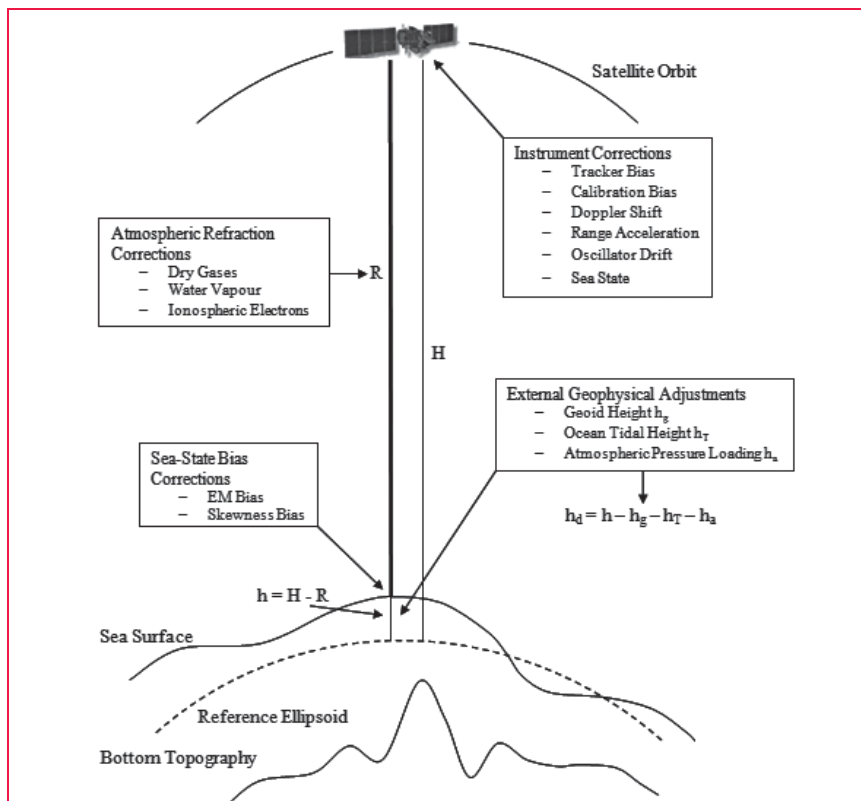 Satellite Orbit
Instrument Corrections
– Tracker Bias
– Calibration Bias
– Doppler Shift
– Range Acceleration
– Oscillator Drift
– Sea State
Atmospheric Refraction
Corrections
– Dry Gases
– Water Vapour
– Ionospheric Electrons
R
H
External Geophysical Adjustments
– Geoid Height hg
– Ocean Tidal Height hT
– Atmospheric Pressure Loading ha
Sea-State Bias
Corrections
– EM Bias
– Skewness Bias
hd = h – hg – hT – ha
h = H - R
Sea Surface
Reference Ellipsoid
Bottom Topography